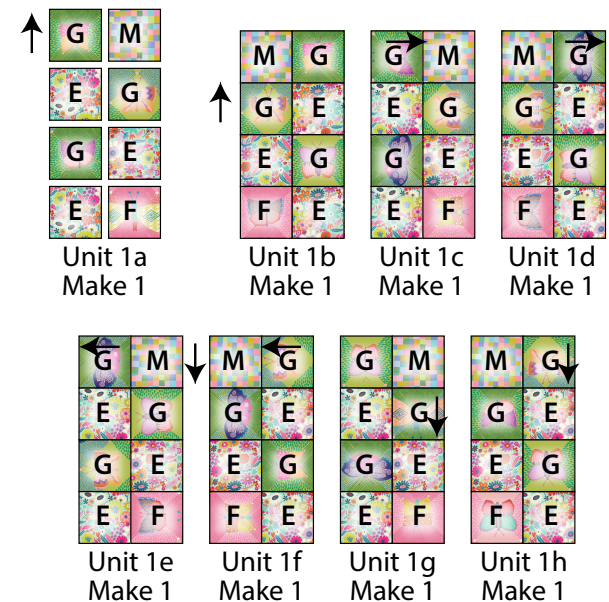 G M
E G
G E
E F
Unit 1a
Make 1
M G
G E
E G
F E
Unit 1b
Make 1
G M
E G
G E
E F
Unit 1c
Make 1
M G
G E
E G
F E
Unit 1d
Make 1
G M
E G
G E
E F
Unit 1e
Make 1
M G
G E
E G
F E
Unit 1f
Make 1
G M
E G
G E
E F
Unit 1g
Make 1
M G
G E
E G
F E
Unit 1h
Make 1